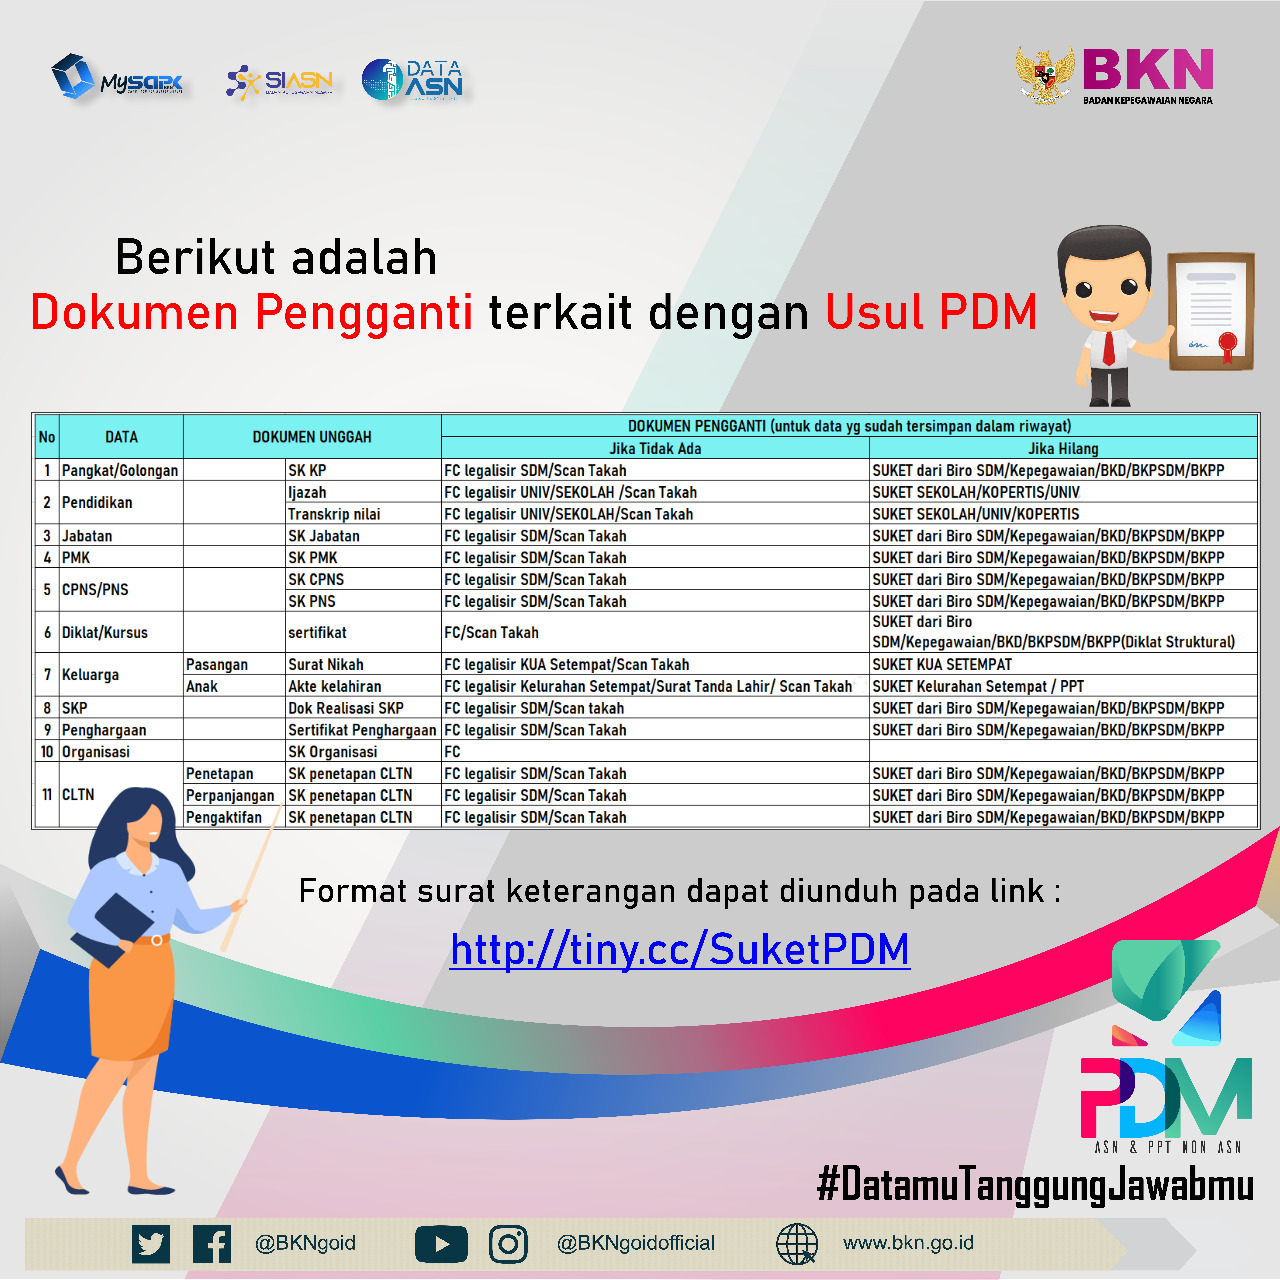 MySAPK
SIASN
DATA
ASN
BKN
BADAN KEPEGAWAIAN NEGARA
Berikut adalah
Dokumen Pengganti terkait dengan Usul PDM
No DATA DOKUMEN UNGGAH DOKUMEN PENGGANTI (untuk data yg sudah tersimpan dalam riwayat)
Jika Tidak Ada Jika Hilang
1 Pangkat/Golongan SK KP FC legalisir SDM/Scan Takah SUKET dari Biro SDM/Kepegawaian/BKD/BKPSDM/BKPP
2 Pendidikan Ijazah FC legalisir UNIV/SEKOLAH /Scan Takah SUKET SEKOLAH/KOPERTIS/UNIV
Transkrip nilai FC legalisir UNIV/SEKOLAH/Scan Takah SUKET SEKOLAH/UNIV/KOPERTIS
3 Jabatan SK Jabatan FC legalisir SDM/Scan Takah SUKET dari Biro SDM/Kepegawaian/BKD/BKPSDM/BKPP
4 PMK SK PMK FC legalisir SDM/Scan Takah SUKET dari Biro SDM/Kepegawaian/BKD/BKPSDM/BKPP
5 CPNS/PNS SK CPNS FC legalisir SDM/Scan Takah SUKET dari Biro SDM/Kepegawaian/BKD/BKPSDM/BKPP
SK PNS FC legalisir SDM/Scan Takah SUKET dari Biro SDM/Kepegawaian/BKD/BKPSDM/BKPP
6 Diklat/Kursus sertifikat FC/Scan Takah SUKET dari Biro
SDM/Kepegawaian/BKD/BKPSDM/BKPP(Diklat Struktural)
7 Keluarga Pasangan Surat Nikah FC legalisir KUA Setempat/Scan Takah SUKET KUA SETEMPAT
Anak Akte kelahiran FC legalisir Kelurahan Setempat/Surat Tanda Lahir/ Scan Takah SUKET Kelurahan Setempat / PPT
8 SKP Dok Realisasi SKP FC legalisir SDM/Scan takah SUKET dari Biro SDM/Kepegawaian/BKD/BKPSDM/BKPP
9 Penghargaan Sertifikat Penghargaan FC legalisir SDM/Scan Takah SUKET dari Biro SDM/Kepegawaian/BKD/BKPSDM/BKPP
10 Organisasi SK Organisasi FC
11 CLTN Penetapan SK penetapan CLTN FC legalisir SDM/Scan Takah SUKET dari Biro SDM/Kepegawaian/BKD/BKPSDM/BKPP
Perpanjangan SK penetapan CLTN FC legalisir SDM/Scan Takah SUKET dari Biro SDM/Kepegawaian/BKD/BKPSDM/BKPP
Pengaktifan SK penetapan CLTN FC legalisir SDM/Scan Takah SUKET dari Biro SDM/Kepegawaian/BKD/BKPSDM/BKPP
Format surat keterangan dapat diunduh pada link :
http://tiny.cc/SuketPDM
PDM
ASN & PPT NON ASN
#DatamuTanggungJawabmu
@BKNgoid @BKNgoidofficial www.bkn.go.id